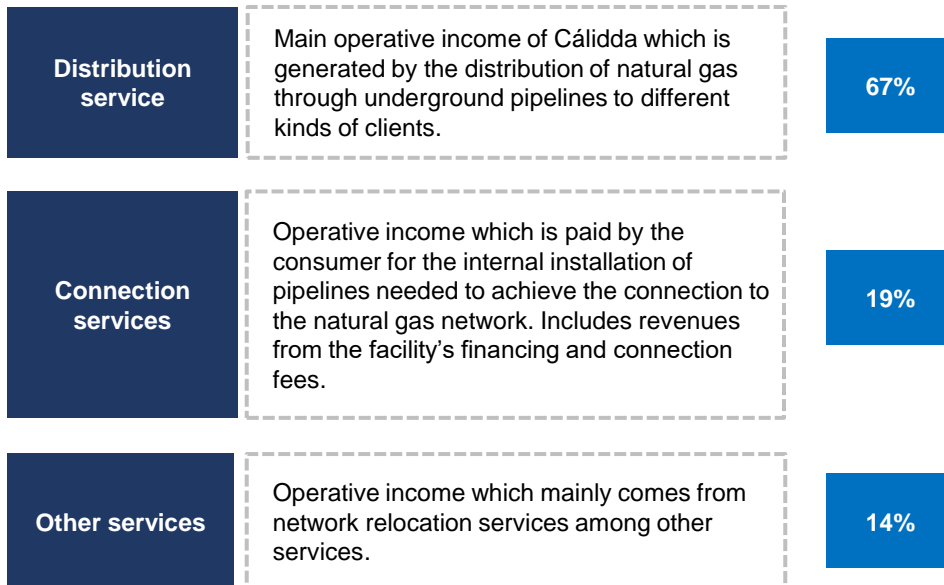 Distribution
service
Main operative income of Cálidda which is
generated by the distribution of natural gas
through underground pipelines to different
kinds of clients.
67%
Connection
services
Operative income which is paid by the
consumer for the internal installation of
pipelines needed to achieve the connection to
the natural gas network. Includes revenues
from the facility’s financing and connection
fees.
19%
Other services
Operative income which mainly comes from
network relocation services among other
services.
14%